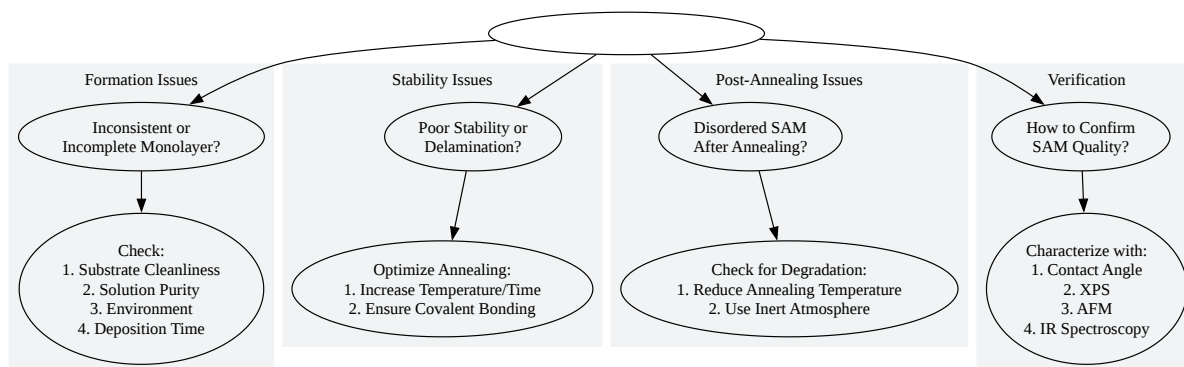 Formation Issues
Inconsistent or
Incomplete Monolayer?
Check:
1. Substrate Cleanliness
2. Solution Purity
3. Environment
4. Deposition Time
Stability Issues
Poor Stability or
Delamination?
Optimize Annealing:
1. Increase Temperature/Time
2. Ensure Covalent Bonding
Post-Annealing Issues
Disordered SAM
After Annealing?
Check for Degradation:
1. Reduce Annealing Temperature
2. Use Inert Atmosphere
Verification
How to Confirm
SAM Quality?
Characterize with:
1. Contact Angle
2. XPS
3. AFM
4. IR Spectroscopy